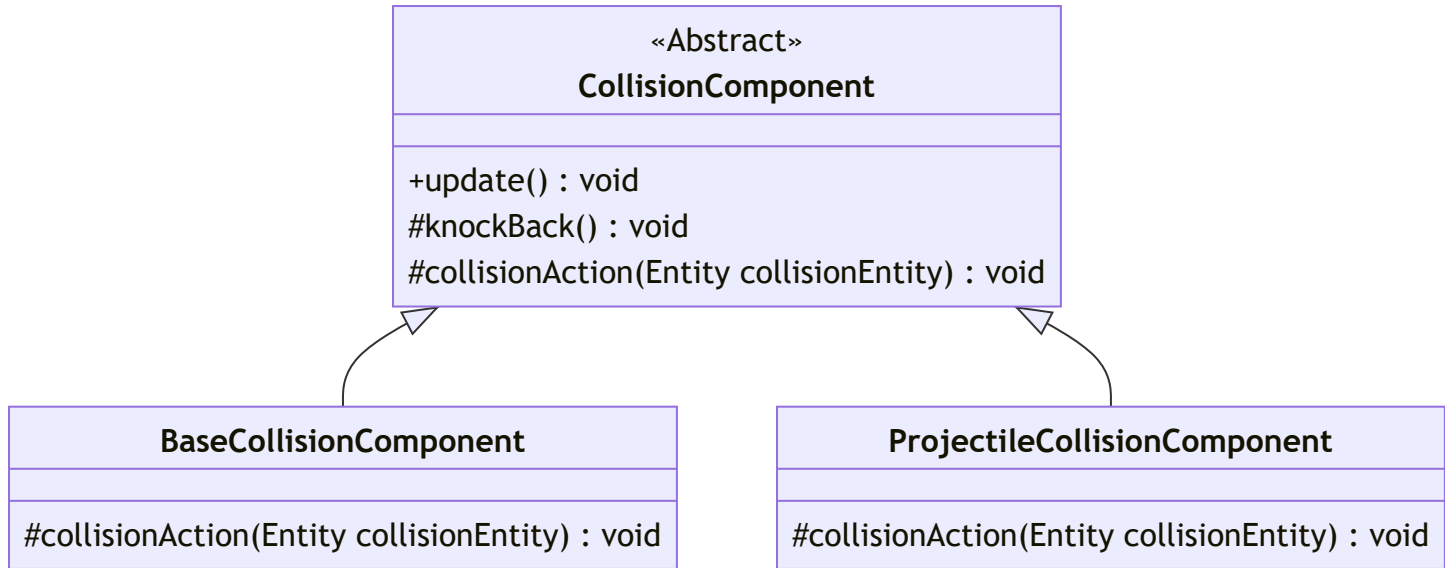 «Abstract»
CollisionComponent
+update() : void
#knockBack() : void
#collisionAction(Entity collisionEntity) : void
BaseCollisionComponent
#collisionAction(Entity collisionEntity) : void
ProjectileCollisionComponent
#collisionAction(Entity collisionEntity) : void